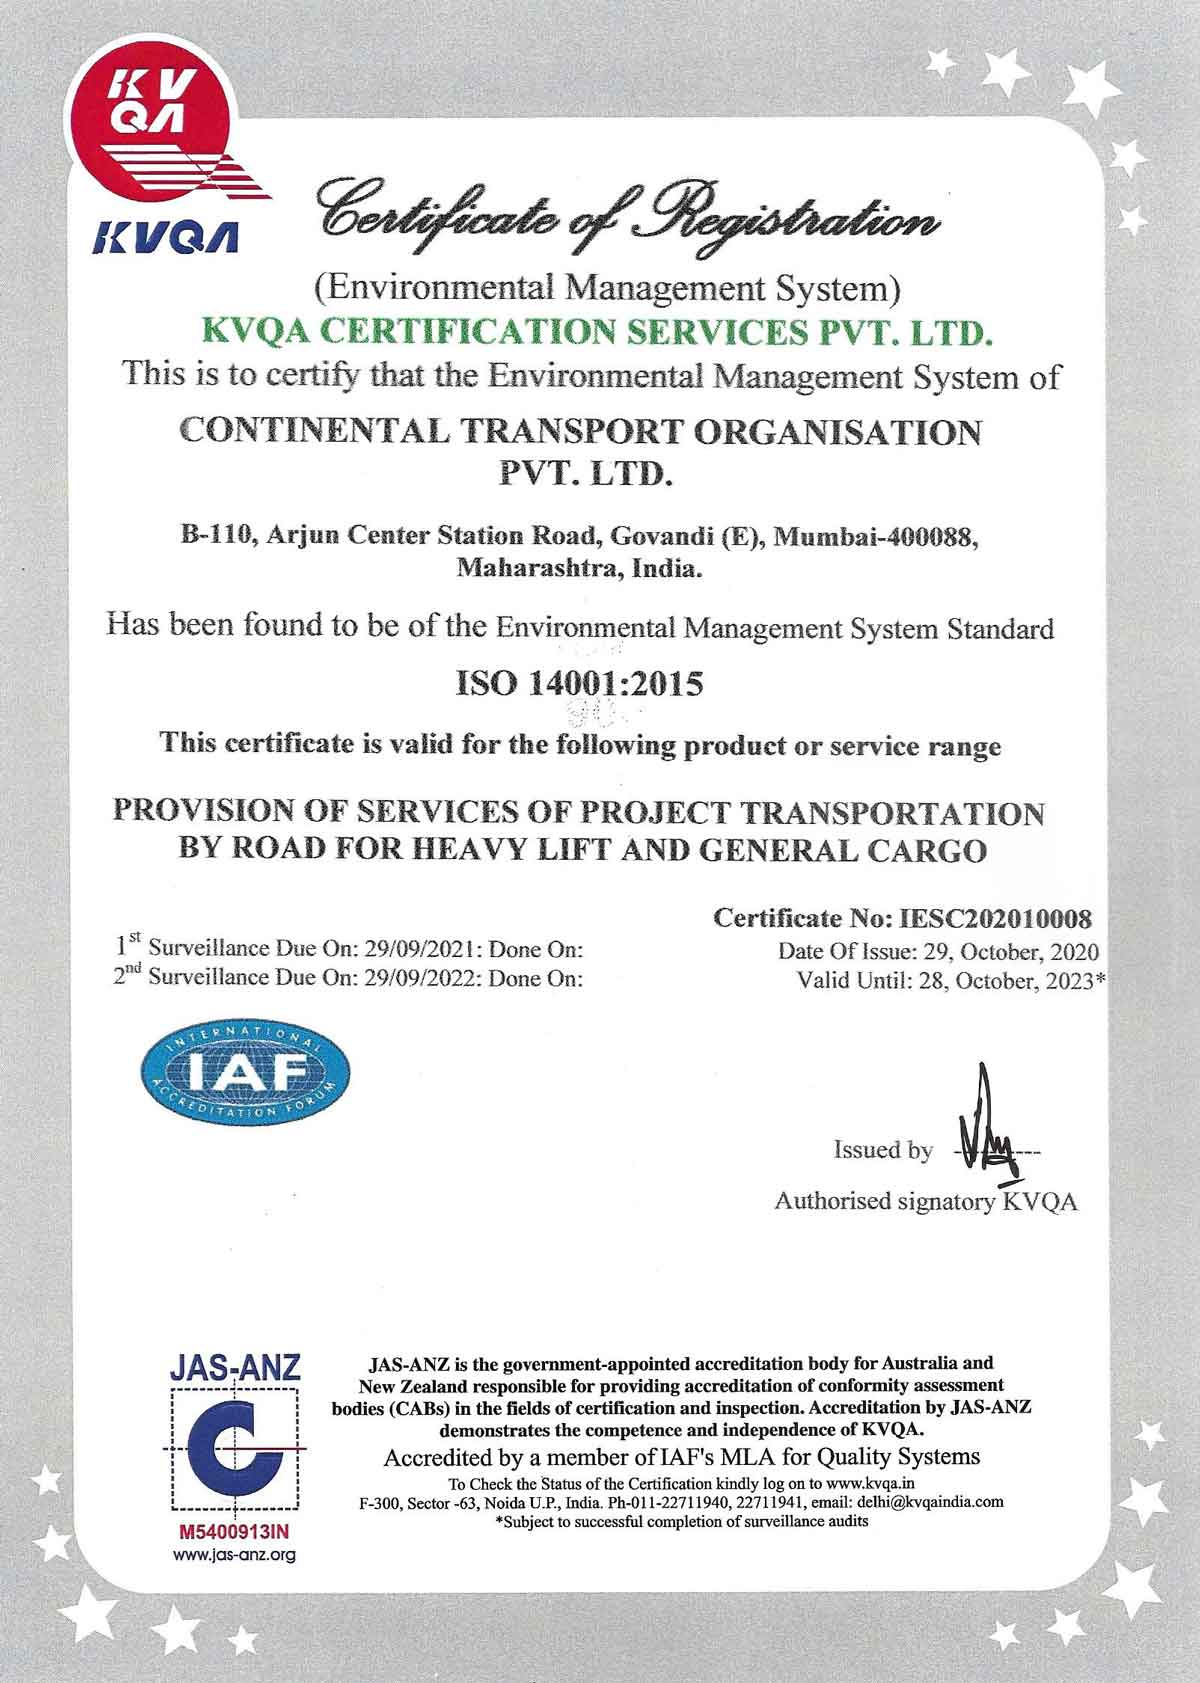 KV
QA
KVQA
Certificate of Registration
(Environmental Management System)
KVQA CERTIFICATION SERVICES PVT. LTD.
This is to certify that the Environmental Management System of
CONTINENTAL TRANSPORT ORGANISATION
PVT. LTD.
B-110, Arjun Center Station Road, Govandi (E), Mumbai-400088,
Maharashtra, India.
Has been found to be of the Environmental Management System Standard
ISO 14001:2015
This certificate is valid for the following product or service range
PROVISION OF SERVICES OF PROJECT TRANSPORTATION
BY ROAD FOR HEAVY LIFT AND GENERAL CARGO
Certificate No: IESC202010008
1st Surveillance Due On: 29/09/2021: Done On:
Date Of Issue: 29, October, 2020
2nd Surveillance Due On: 29/09/2022: Done On:
Valid Until: 28, October, 2023*
INTERNATIONAL
IAF
ACCREDITATION FORUM
Issued by
Authorised signatory KVQA
JAS-ANZ
M5400913IN
www.jas-anz.org
JAS-ANZ is the government-appointed accreditation body for Australia and
New Zealand responsible for providing accreditation of conformity assessment
bodies (CABs) in the fields of certification and inspection. Accreditation by JAS-ANZ
demonstrates the competence and independence of KVQA.
Accredited by a member of IAF's MLA for Quality Systems
To Check the Status of the Certification kindly log on to www.kvqa.in
F-300, Sector -63, Noida U.P., India. Ph-011-22711940, 22711941, email: delhi@kvqaindia.com
*Subject to successful completion of surveillance audits